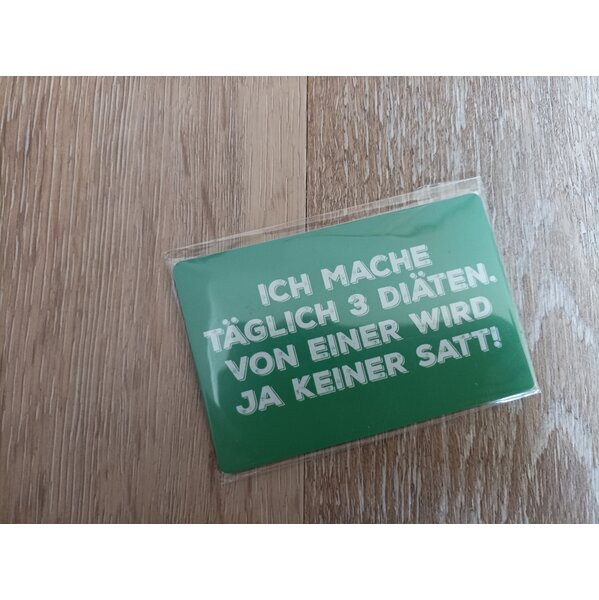 ICH MACHE
TÄGLICH 3 DIÄTEN.
VON EINER WIRD
JA KEINER SATT!